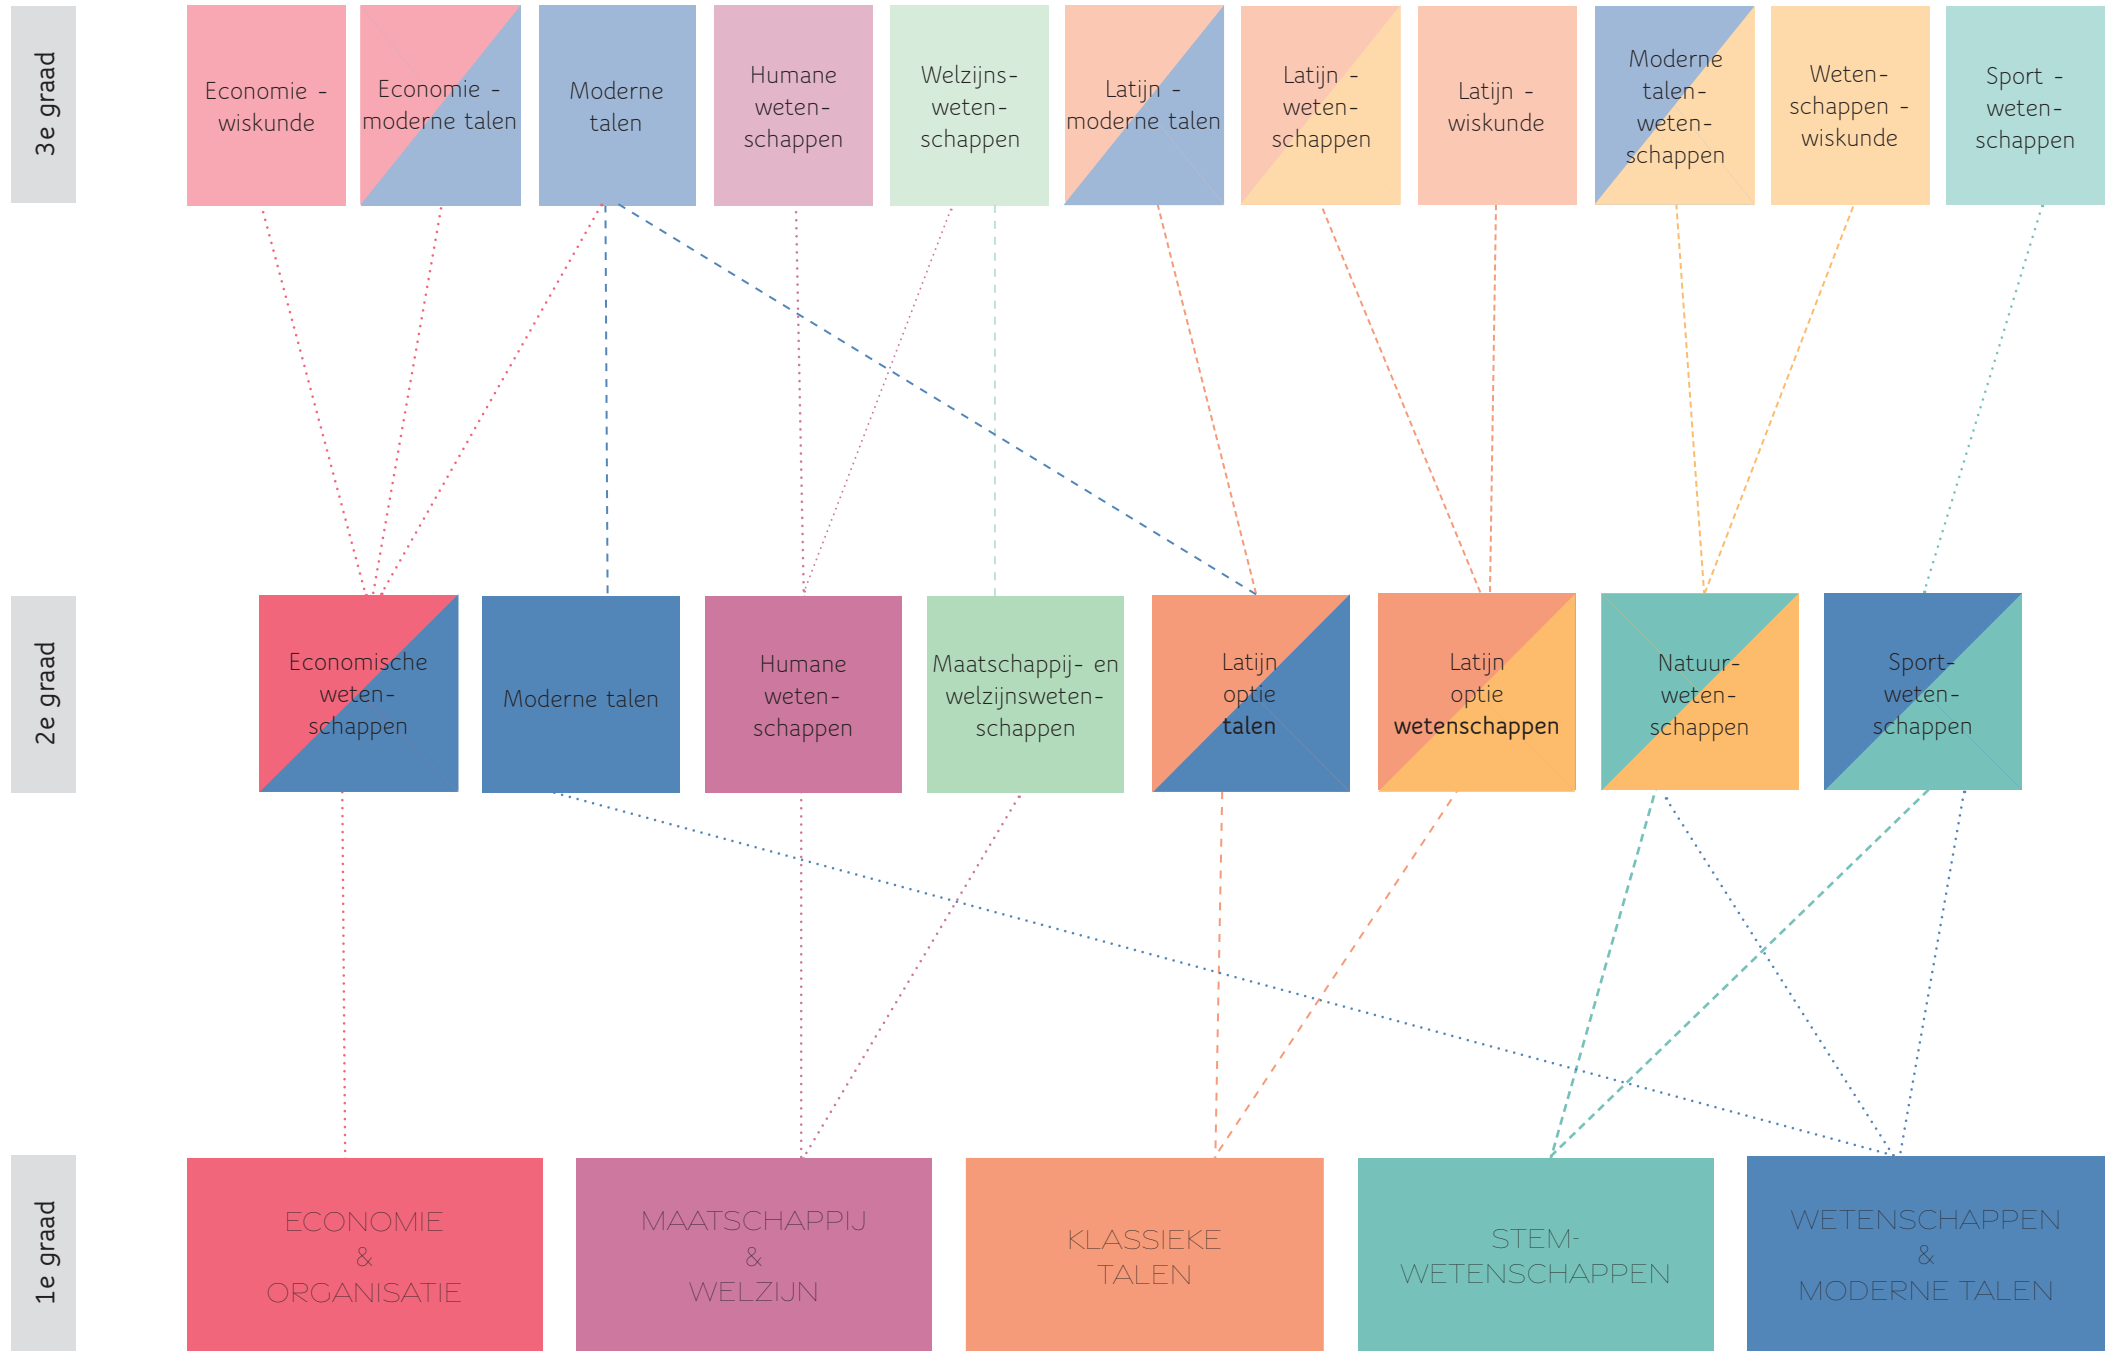 3e graad
Economie -
wiskunde
Economie -
moderne talen
Moderne
talen
Humane
weten-
schappen
Welzijns-
weten-
schappen
Latijn -
moderne talen
Latijn -
weten-
schappen
Latijn -
wiskunde
Moderne
talen-
weten-
schappen
Weten-
schappen -
wiskunde
Sport -
weten-
schappen
2e graad
Economische
weten-
schappen
Moderne talen
Humane
weten-
schappen
Maatschappij- en
welzijnsweten-
schappen
Latijn
optie
talen
Latijn
optie
wetenschappen
Natuur-
weten-
schappen
Sport-
weten-
schappen
1e graad
ECONOMIE
&
ORGANISATIE
MAATSCHAPPIJ
&
WELZIJN
KLASSIEKE
TALEN
STEM-
WETENSCHAPPEN
WETENSCHAPPEN
&
MODERNE TALEN